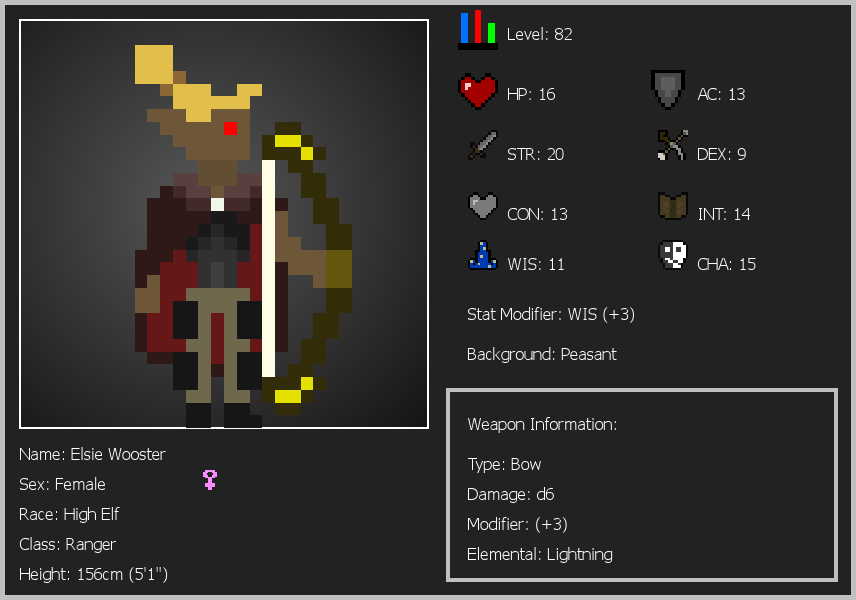 Level: 82
HP: 16
AC: 13
STR: 20
DEX: 9
CON: 13
INT: 14
WIS: 11
CHA: 15
Stat Modifier: WIS (+3)
Background: Peasant
Weapon Information:
Type: Bow
Damage: d6
Modifier: (+3)
Elemental: Lightning
Name: Elsie Wooster
Sex: Female
Race: High Elf
Class: Ranger
Height: 156cm (5'1")